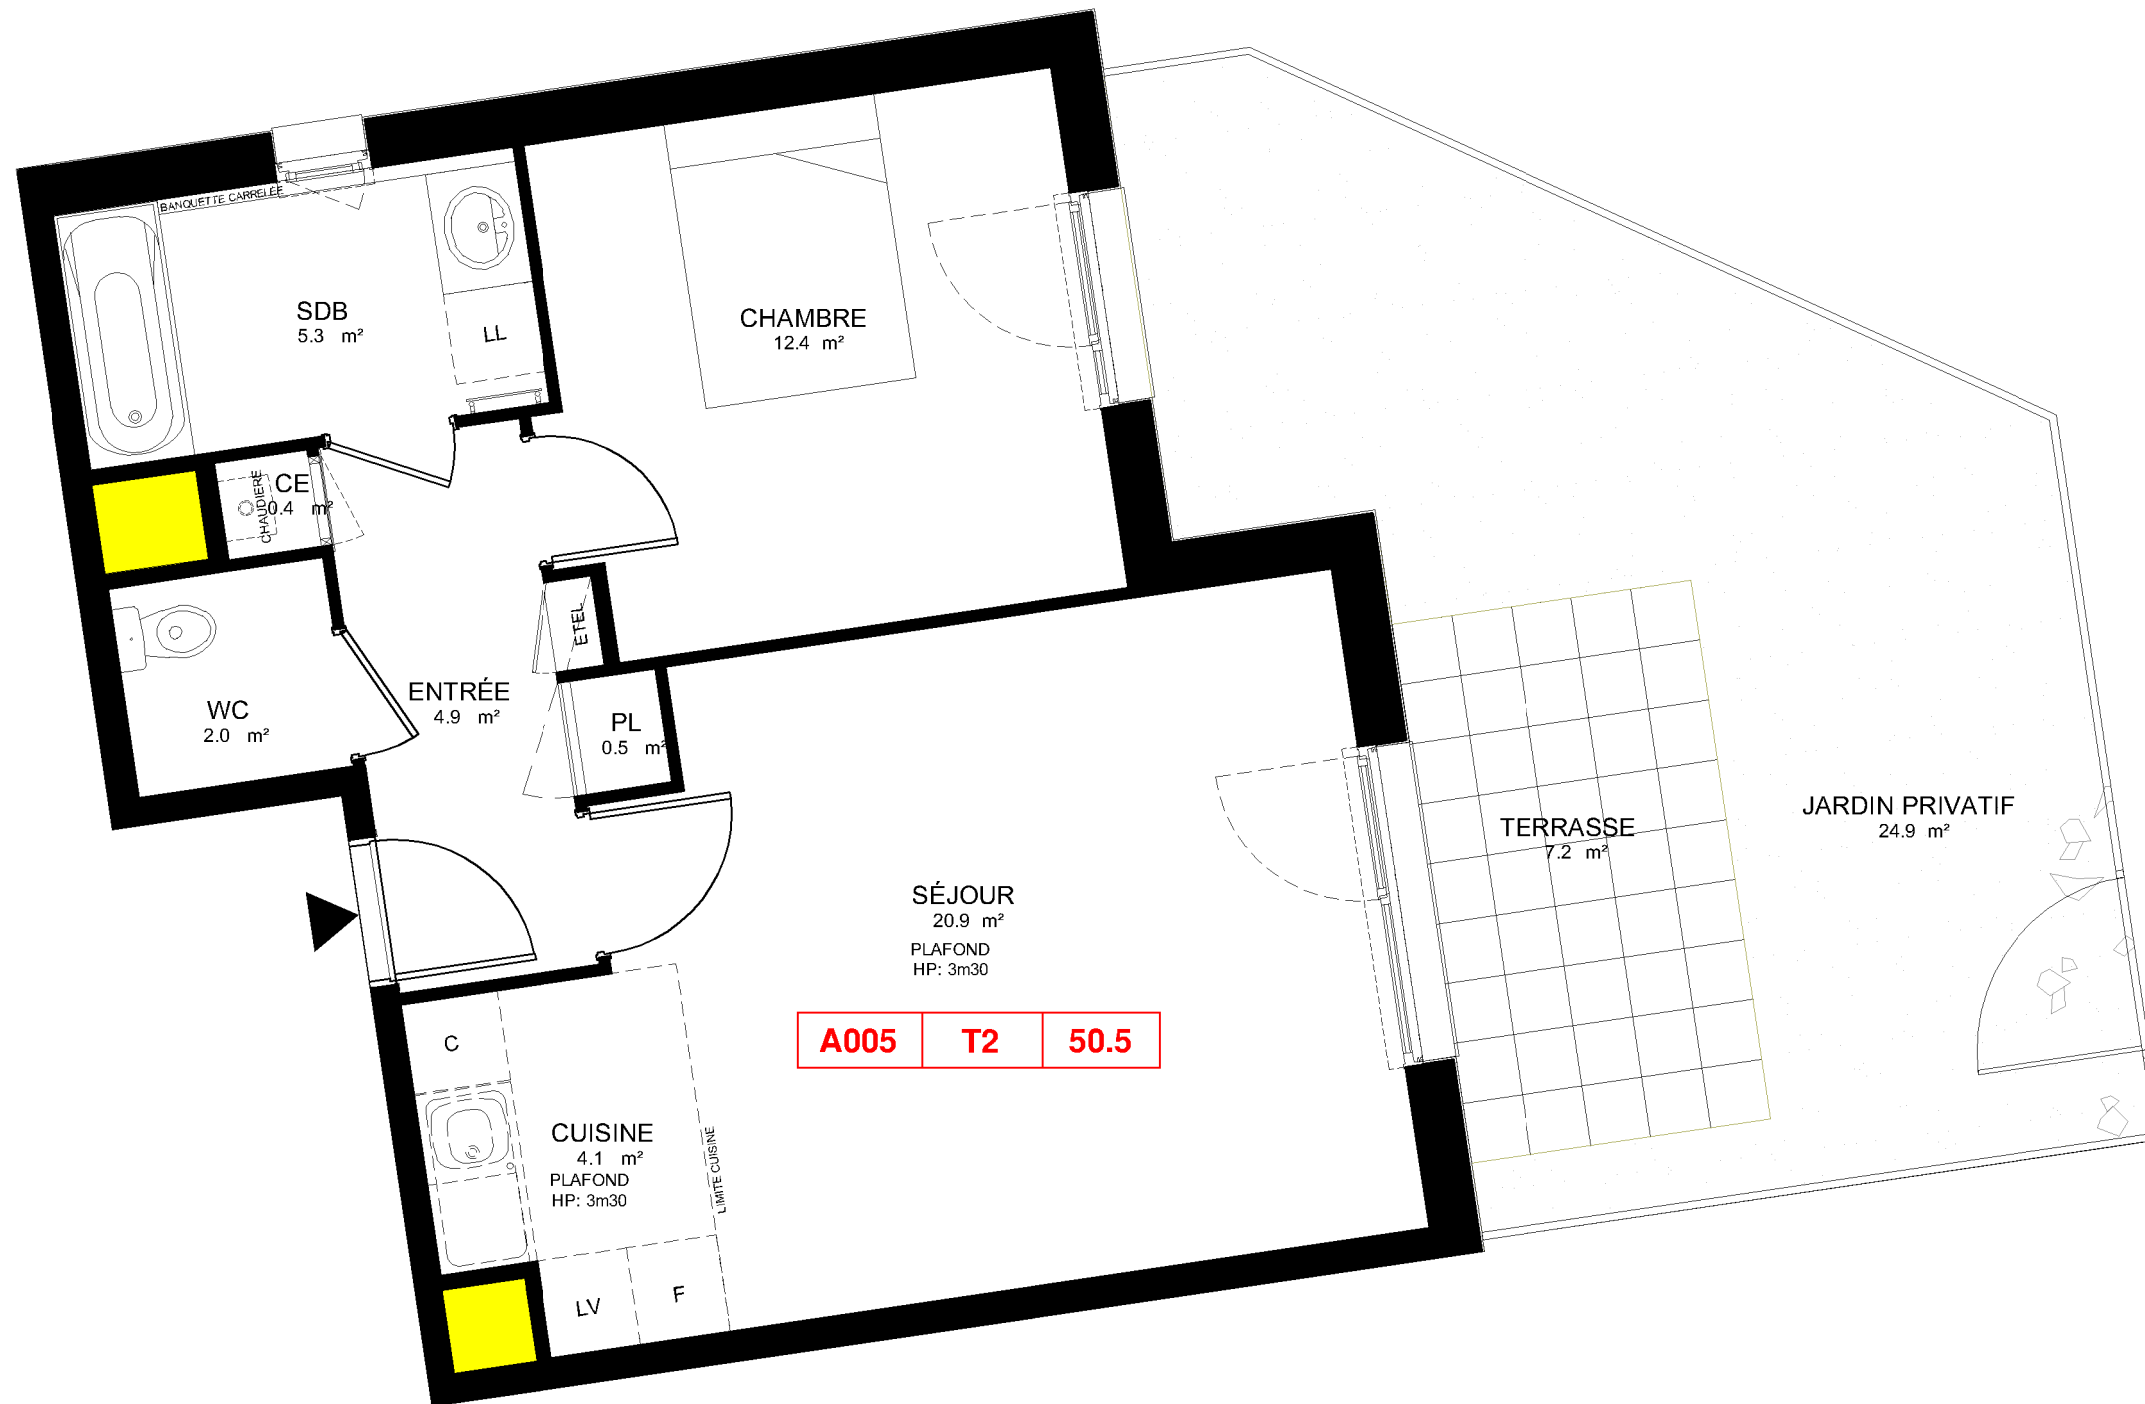 BANQUETTE CARRELÉE
SDB
5.3 m²
LL
CHAMBRE
12.4 m²
CE
0.4 m²
CHAUDIERE
ETEL
ENTRÉE
4.9 m²
WC
2.0 m²
PL
0.5 m²
SÉJOUR
20.9 m²
PLAFOND
HP: 3m30
TERRASSE
7.2 m²
JARDIN PRIVATIF
24.9 m²
A005 T2 50.5
C
CUISINE
4.1 m²
PLAFOND
HP: 3m30
LIMITE CUISINE
LV
F